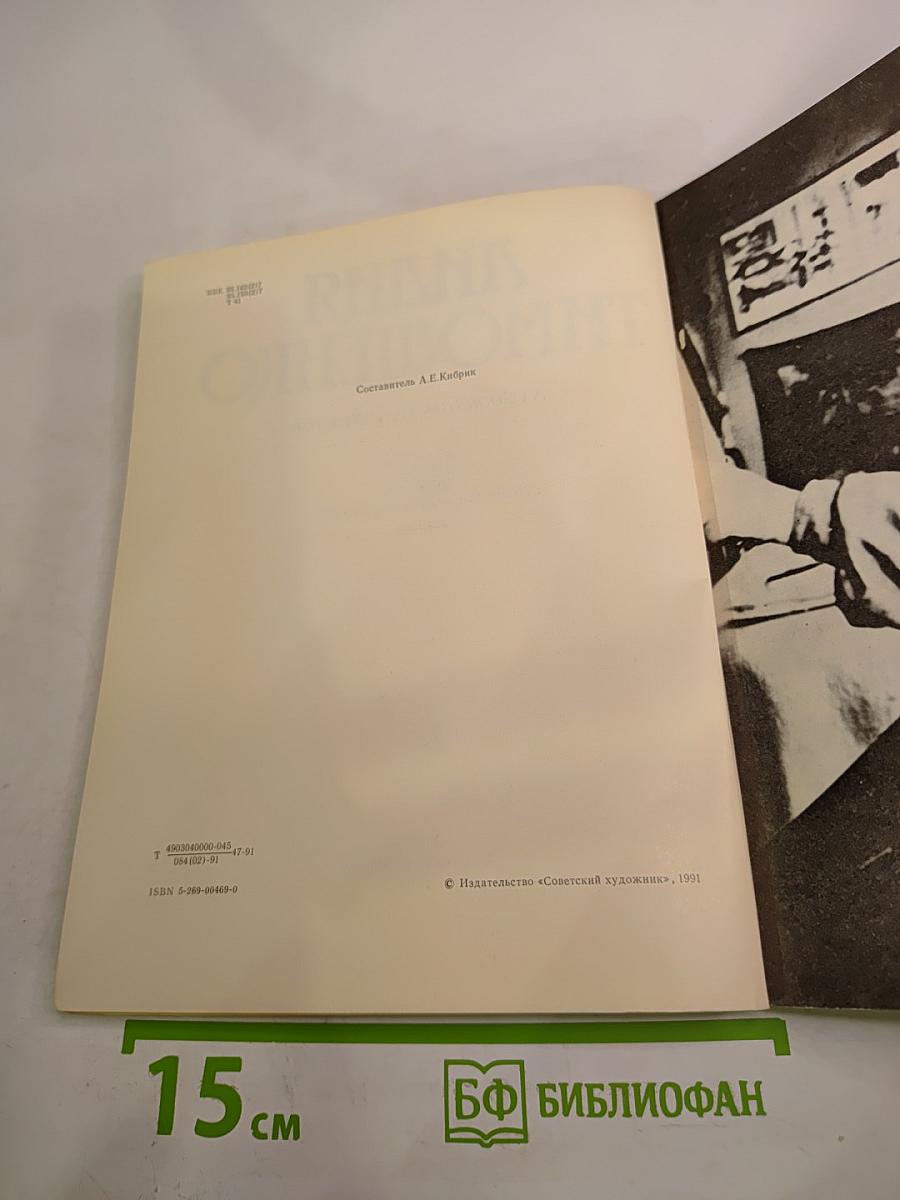 Т 41
Составитель А.Е.Кибрик
Т 4903040000-045
084(02)-91
47-91
ISBN 5-269-00469-0
© Издательство «Советский художник», 1991
15 см
БФ БИБЛИОФАН